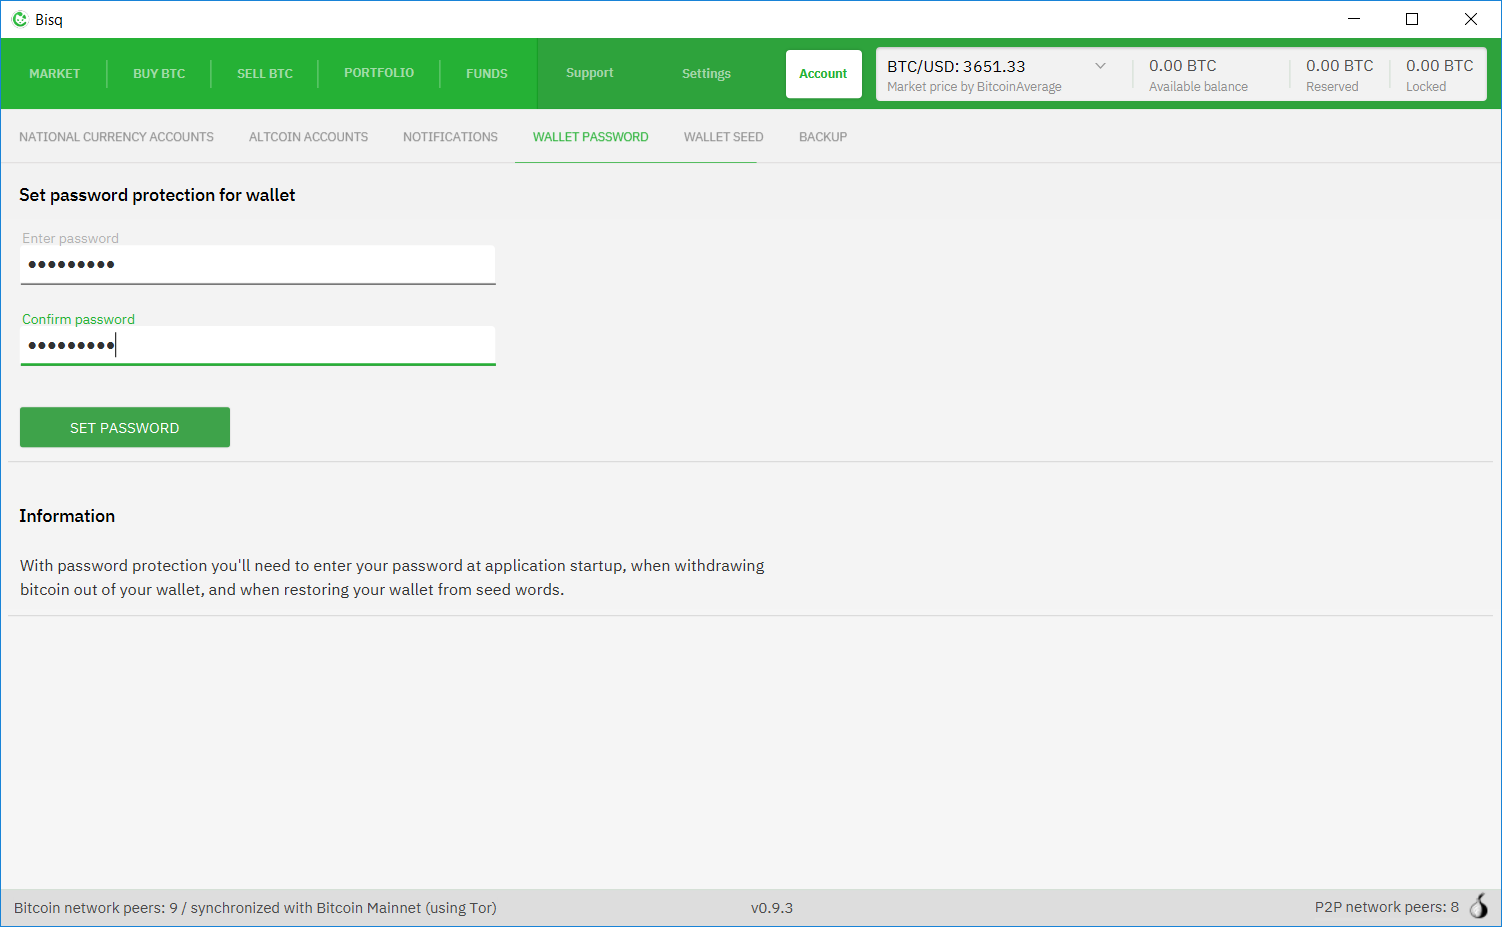 Bisq
MARKET
BUY BTC
SELL BTC
PORTFOLIO
FUNDS
Support
Settings
Account
BTC/USD: 3651.33
Market price by BitcoinAverage
0.00 BTC
Available balance
0.00 BTC
Reserved
0.00 BTC
Locked
NATIONAL CURRENCY ACCOUNTS
ALTCOIN ACCOUNTS
NOTIFICATIONS
WALLET PASSWORD
WALLET SEED
BACKUP
Set password protection for wallet
Enter password
•••••••••
Confirm password
•••••••••
SET PASSWORD
Information
With password protection you'll need to enter your password at application startup, when withdrawing
bitcoin out of your wallet, and when restoring your wallet from seed words.
Bitcoin network peers: 9 / synchronized with Bitcoin Mainnet (using Tor)
v0.9.3
P2P network peers: 8